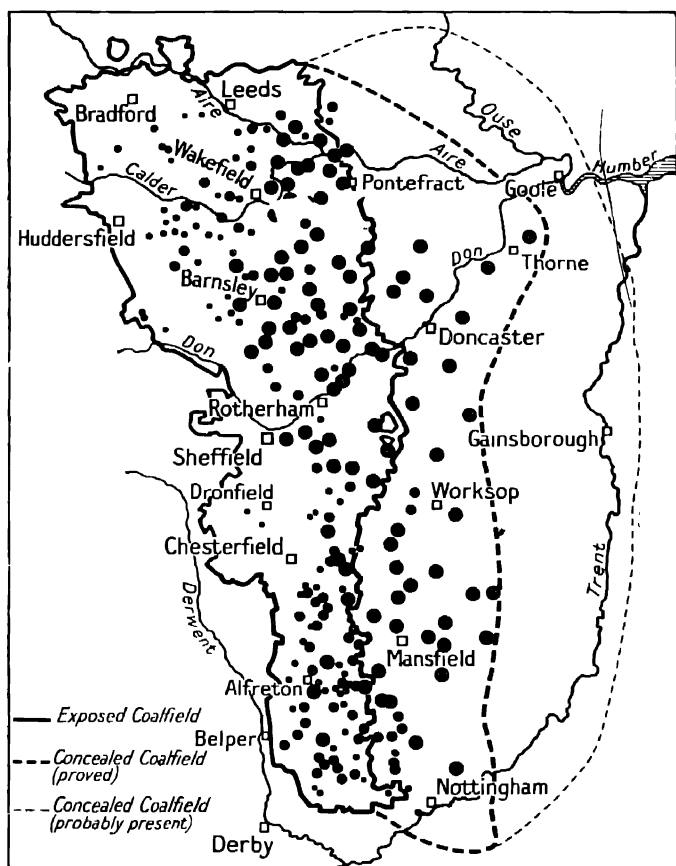 Leeds
Bradford
Aire
Ouse
Wakefield
Aire
Humber
Calder
Pontefract
Goole
Huddersfield
Don
Thorne
Barnsley
Doncaster
Don
Rotherham
Gainsborough
Sheffield
Dronfield
Worksop
Chesterfield
Derwent
Trent
Mansfield
Alfreton
Exposed Coalfield
Belper
Concealed Coalfield
(proved)
Nottingham
Concealed Coalfield
(probably present)
Derby